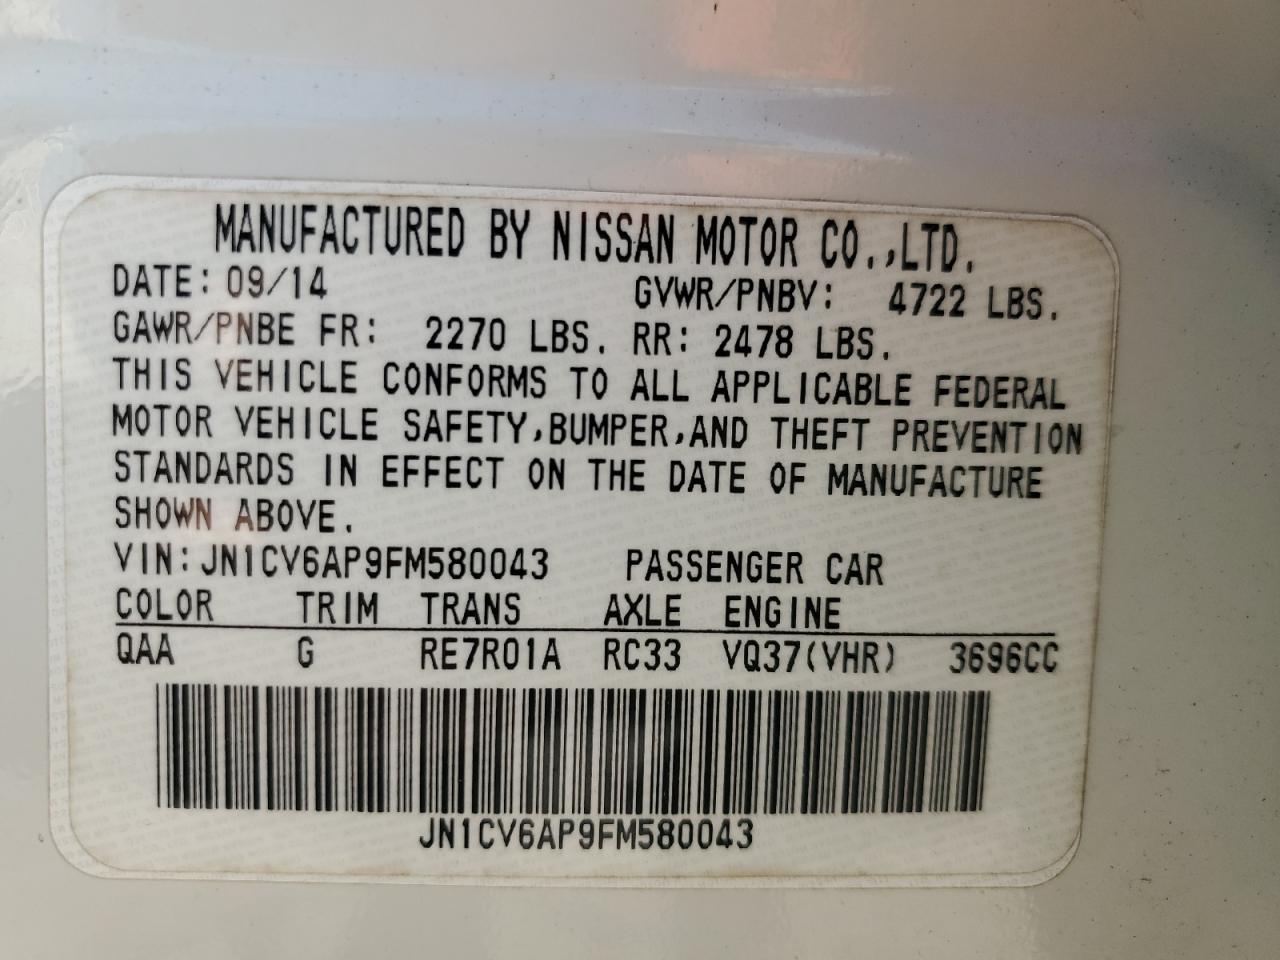 MANUFACTURED BY NISSAN MOTOR CO.,LTD.
DATE: 09/14 GVWR/PNBV: 4722 LBS.
GAWR/PNBE FR: 2270 LBS. RR: 2478 LBS.
THIS VEHICLE CONFORMS TO ALL APPLICABLE FEDERAL
MOTOR VEHICLE SAFETY,BUMPER,AND THEFT PREVENTION
STANDARDS IN EFFECT ON THE DATE OF MANUFACTURE
SHOWN ABOVE.
VIN:JN1CV6AP9FM580043 PASSENGER CAR
COLOR TRIM TRANS AXLE ENGINE
QAA G RE7R01A RC33 VQ37(VHR) 3696CC
JN1CV6AP9FM580043